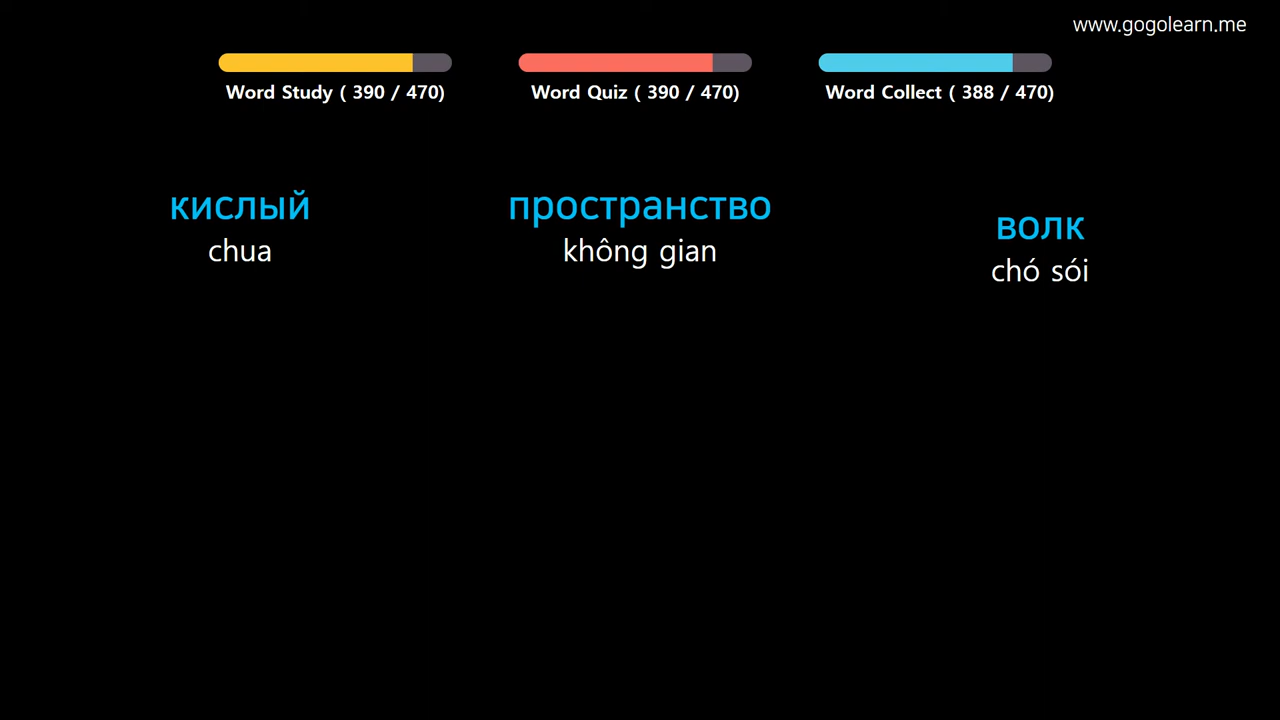 www.gogolearn.me
Word Study ( 390 / 470)
Word Quiz ( 390 / 470)
Word Collect ( 388 / 470)
кислый
chua
пространство
không gian
волк
chó sói